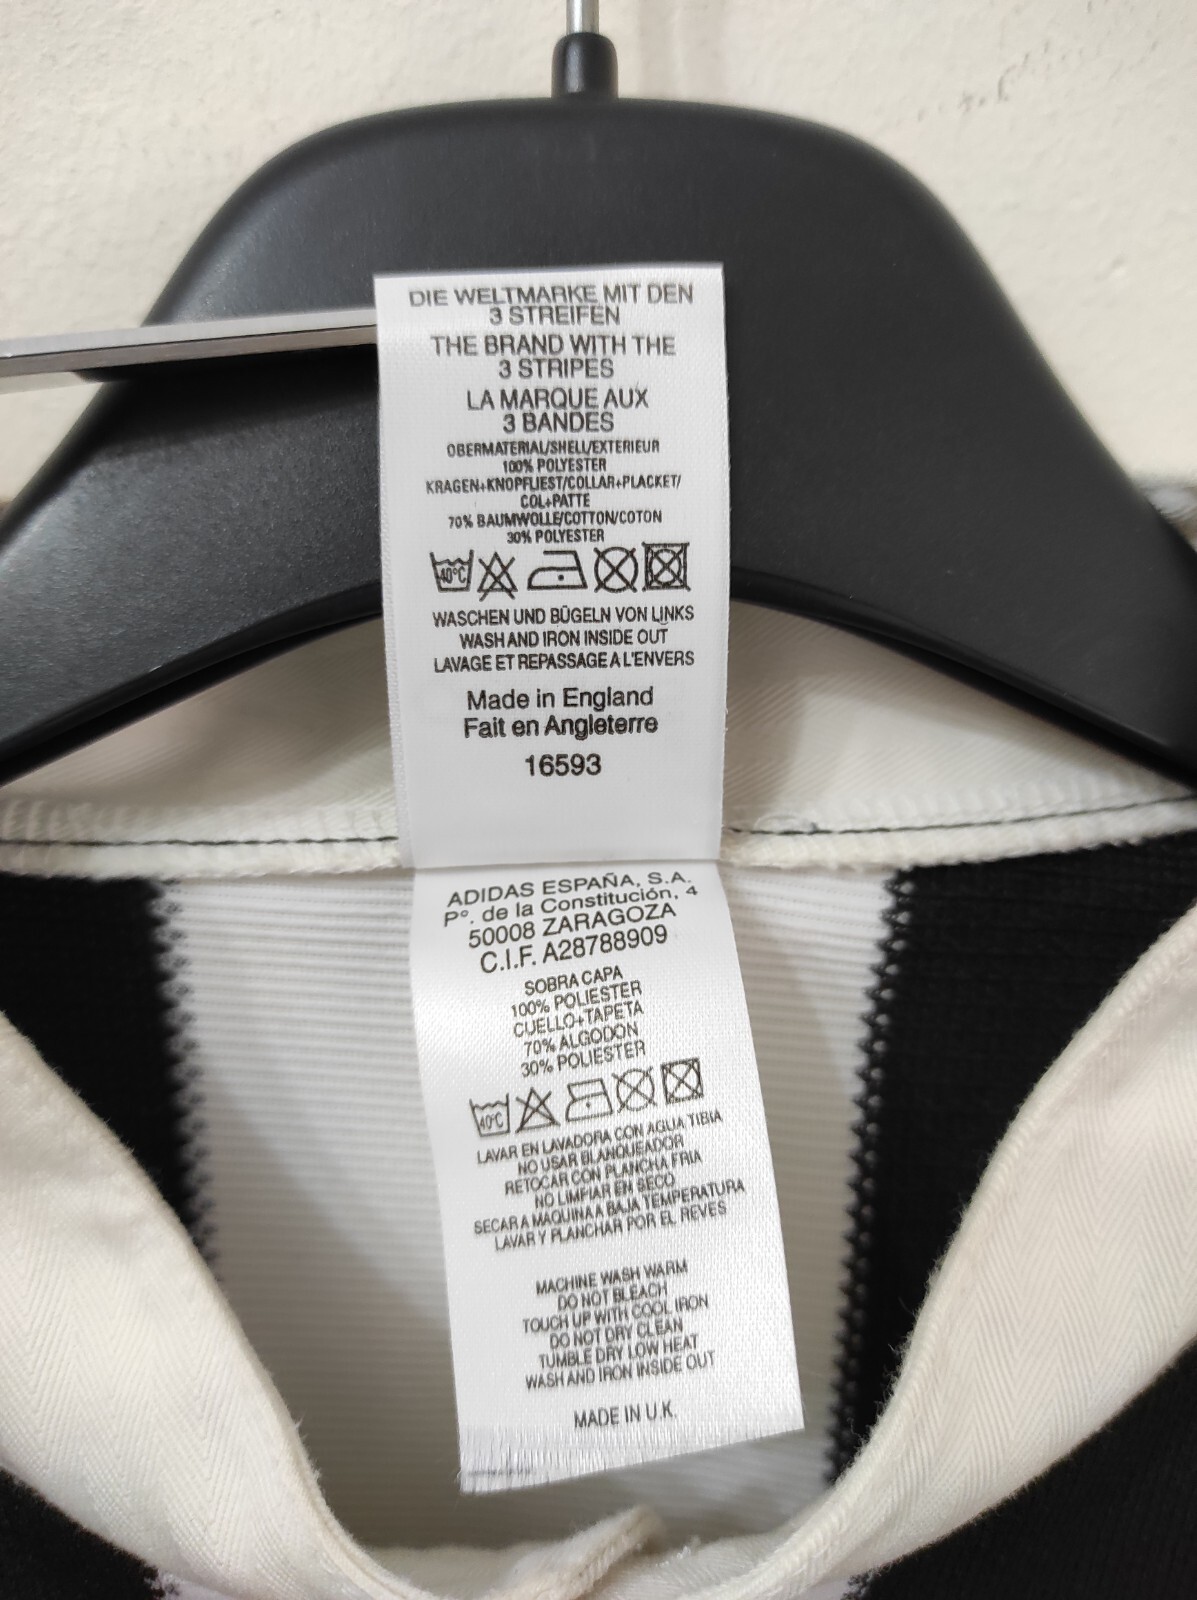 DIE WELTMARKE MIT DEN
3 STREIFEN
THE BRAND WITH THE
3 STRIPES
LA MARQUE AUX
3 BANDES
OBERMATERIAL/SHELL/EXTERIEUR
100% POLYESTER
KRAGEN+KNOPFLIEST/COLLAR+PLACKET/
COL+PATTE
70% BAUMWOLLE/COTTON/COTON
30% POLYESTER
40°C
WASCHEN UND BÜGELN VON LINKS
WASH AND IRON INSIDE OUT
LAVAGE ET REPASSAGE A L'ENVERS
Made in England
Fait en Angleterre
16593
ADIDAS ESPAÑA, S.A.
Pº. de la Constitución, 4
50008 ZARAGOZA
C.I.F. A28788909
SOBRA CAPA
100% POLIESTER
CUELLO+TAPETA
70% ALGODON
30% POLIESTER
40°C
LAVAR EN LAVADORA CON AGUA TIBIA
NO USAR BLANQUEADOR
RETOCAR CON PLANCHA FRIA
NO LIMPIAR EN SECO
SECAR A MAQUINA A BAJA TEMPERATURA
LAVAR Y PLANCHAR POR EL REVES
MACHINE WASH WARM
DO NOT BLEACH
TOUCH UP WITH COOL IRON
DO NOT DRY CLEAN
TUMBLE DRY LOW HEAT
WASH AND IRON INSIDE OUT
MADE IN U.K.